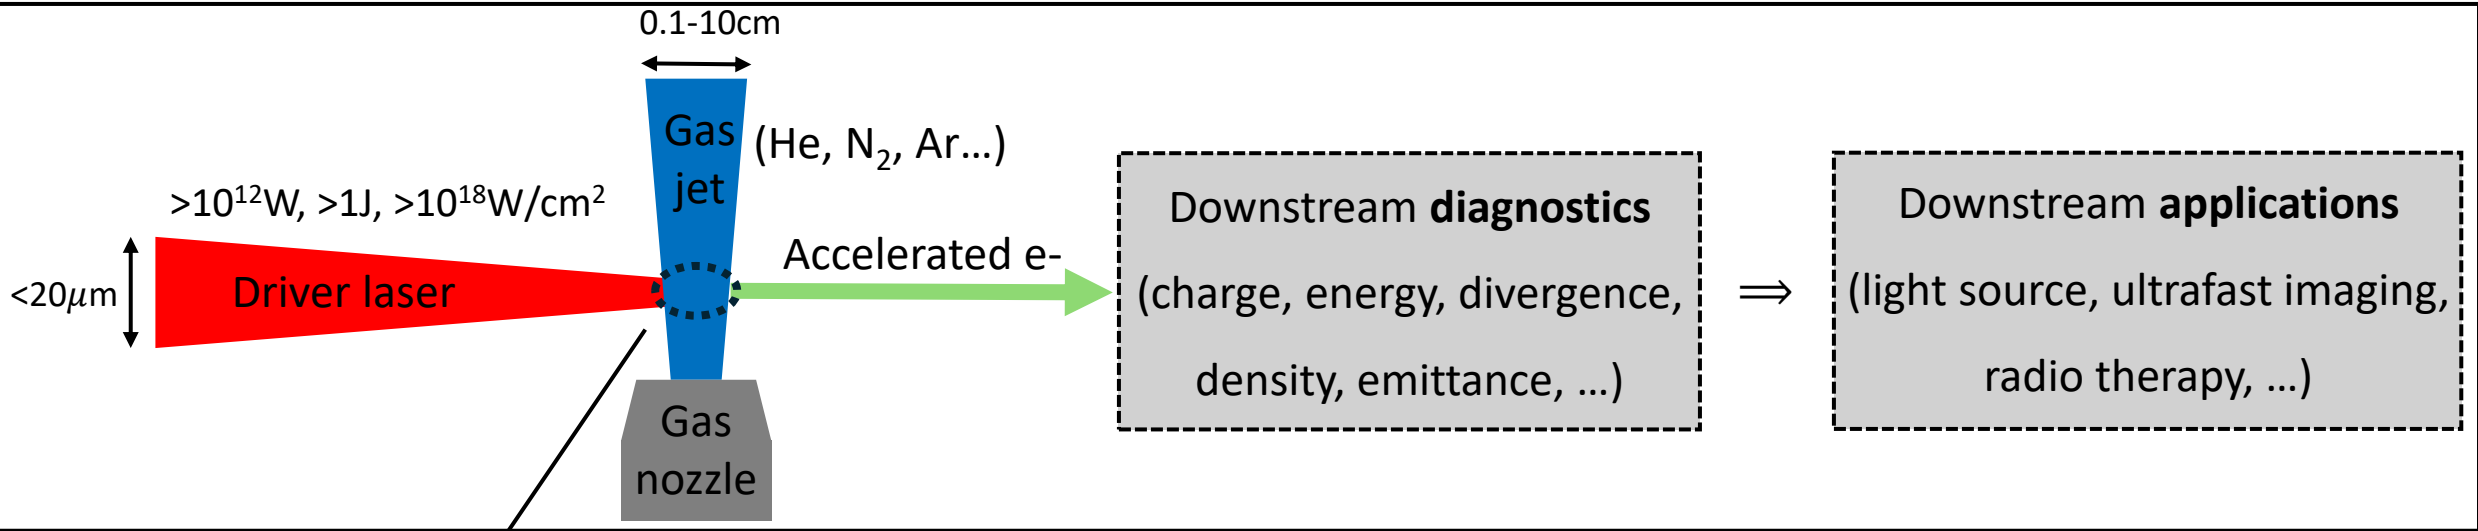 0.1-10cm
Gas
jet
(He, N₂, Ar…)
>10¹²W, >1J, >10¹⁸W/cm²
<20𝜇m
Driver laser
Accelerated e-
Gas
nozzle
Downstream diagnostics
(charge, energy, divergence,
density, emittance, …)
⟹
Downstream applications
(light source, ultrafast imaging,
radio therapy, …)